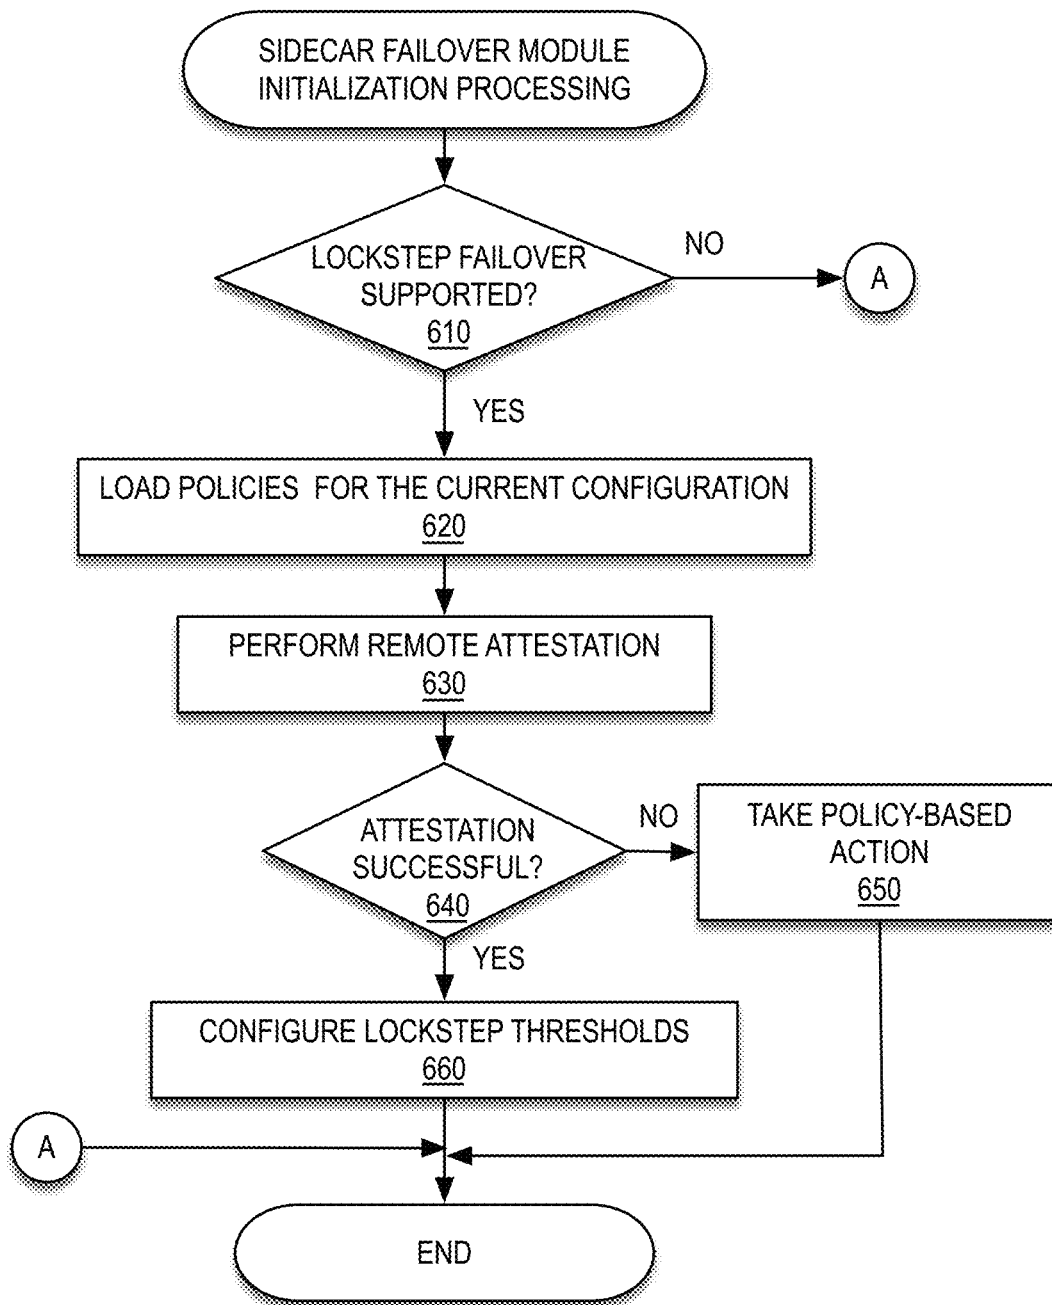 SIDECAR FAILOVER MODULE
INITIALIZATION PROCESSING
LOCKSTEP FAILOVER
SUPPORTED?
610
NO
A
YES
LOAD POLICIES FOR THE CURRENT CONFIGURATION
620
PERFORM REMOTE ATTESTATION
630
ATTESTATION
SUCCESSFUL?
640
NO
TAKE POLICY-BASED
ACTION
650
YES
CONFIGURE LOCKSTEP THRESHOLDS
660
A
END